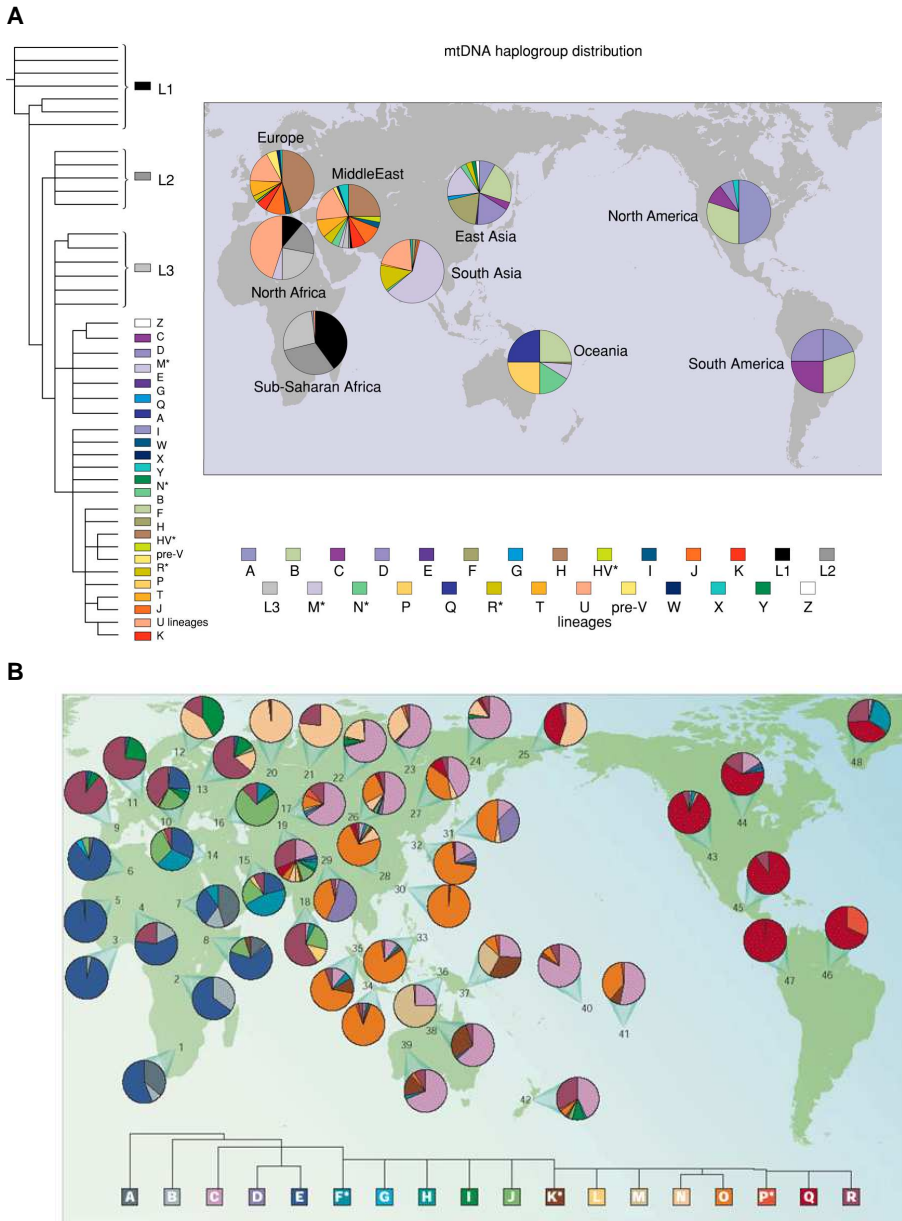 A
mtDNA haplogroup distribution
L1
L2
L3
Z
C
D
M*
E
G
Q
A
I
W
X
Y
N*
B
F
H
HV*
pre-V
R*
P
T
J
U lineages
K
Europe
MiddleEast
East Asia
South Asia
North Africa
Sub-Saharan Africa
Oceania
North America
South America
A B C D E F G H HV* I J K L1 L2
L3 M* N* P Q R* T U pre-V W X Y Z
lineages
B
12
20
21
22
23
24
25
48
11
13
9
10
16
17
19
26
27
44
43
6
14
15
29
28
32
31
45
5
4
7
18
30
3
8
33
35
46
47
2
34
36
37
40
41
1
38
39
42
A B C D E F* G H I J K* L M N O P* Q R